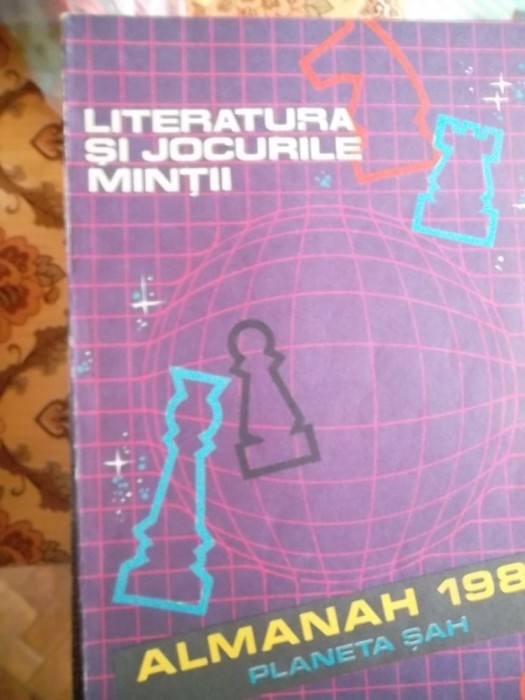 LITERATURA
ȘI JOCURILE
MINȚII
ALMANAH 198
PLANETA ȘAH